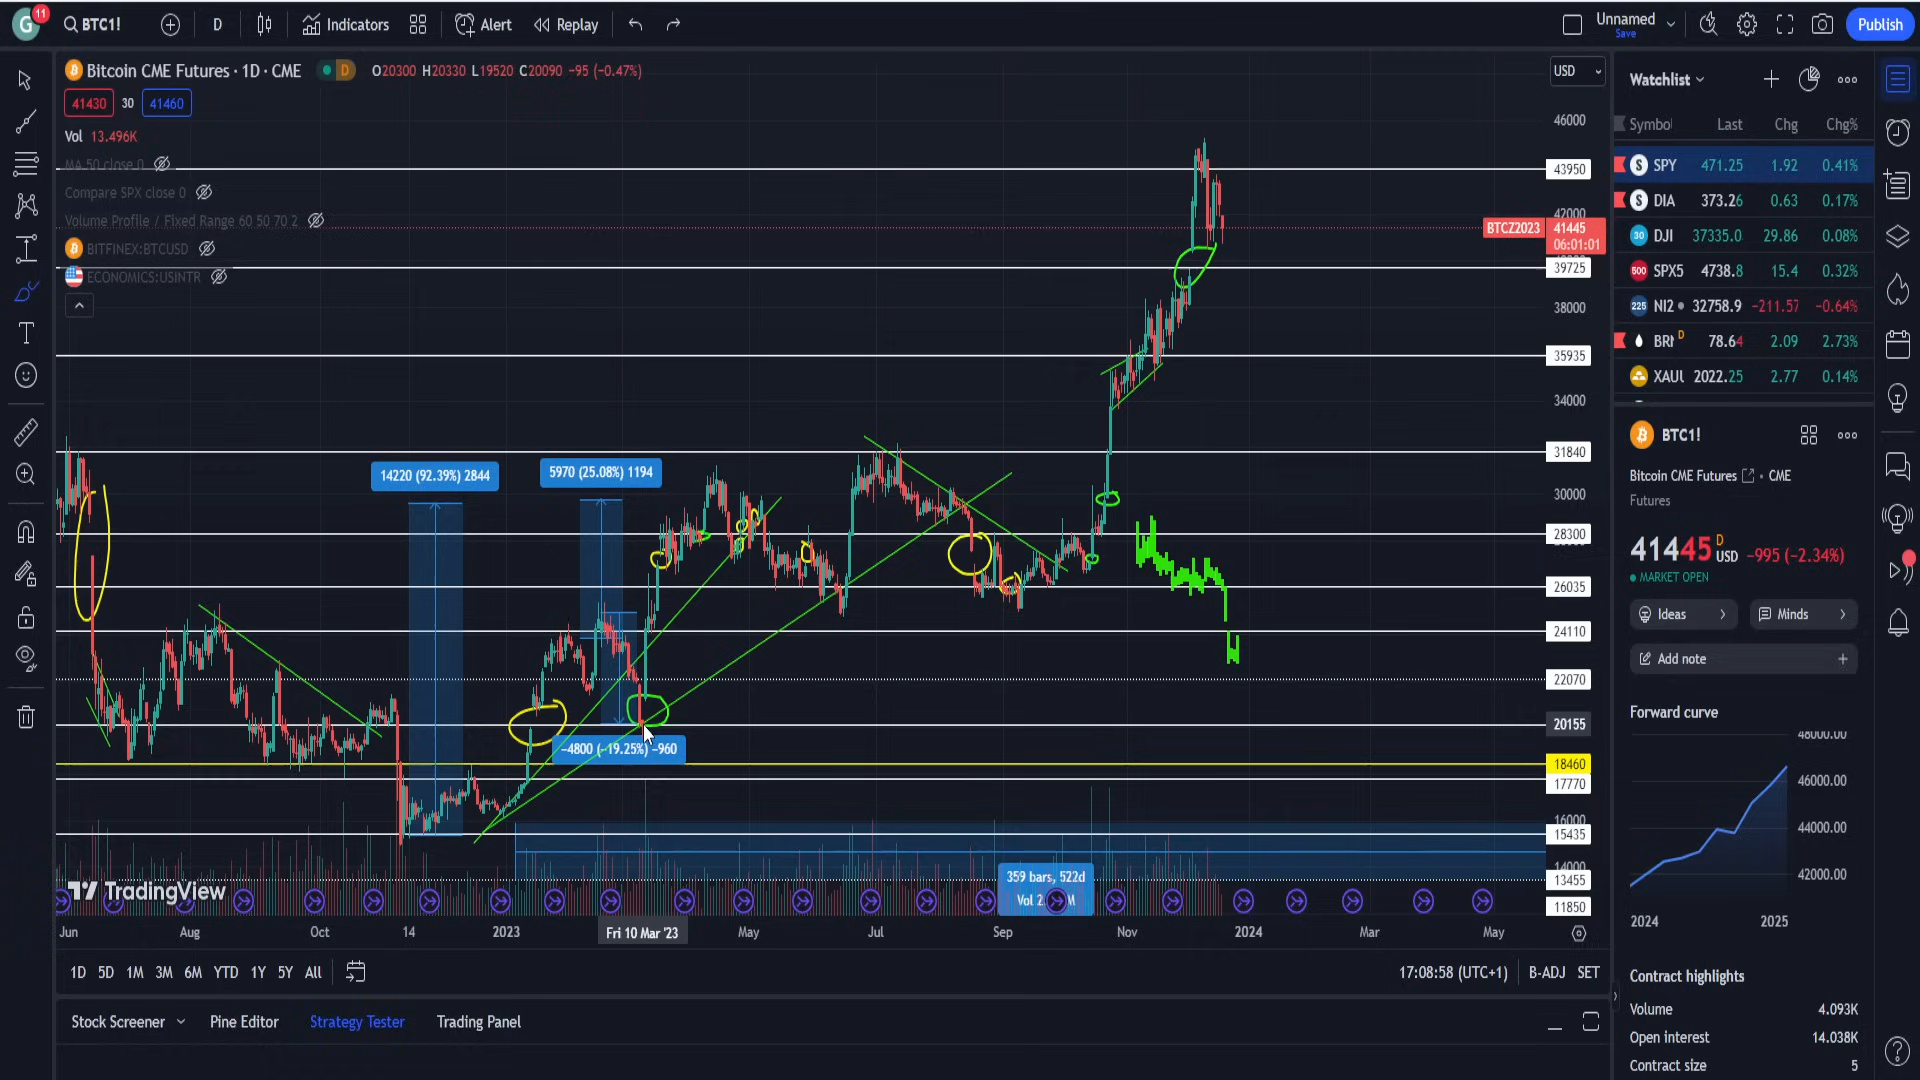 G
11
BTC1!
D
Indicators
Alert
Replay
Unnamed
Save
Publish
Bitcoin CME Futures · 1D · CME
D
O20300 H20330 L19520 C20090 −95 (−0.47%)
USD
41430 30 41460
Vol 13.496K
MA 50 close 0
Compare SPX close 0
Volume Profile / Fixed Range 60 50 70 2
BITFINEX:BTCUSD
ECONOMICS:USINTR
46000
43950
42000
BTCZ2023 41445
06:01:01
39725
38000
35935
34000
31840
30000
28300
26035
24110
22070
20155
18460
17770
16000
15435
14000
13455
11850
14220 (92.39%) 2844
5970 (25.08%) 1194
−4800 (−19.25%) −960
359 bars, 522d
TradingView
Jun Aug Oct 14 2023 Fri 10 Mar '23 May Jul Sep Nov 2024 Mar May
1D 5D 1M 3M 6M YTD 1Y 5Y All
17:08:58 (UTC+1) B-ADJ SET
Stock Screener Pine Editor Strategy Tester Trading Panel
Watchlist
Symbol Last Chg Chg%
S SPY 471.25 1.92 0.41%
S DIA 373.26 0.63 0.17%
30 DJI 37335.0 29.86 0.08%
500 SPX5 4738.8 15.4 0.32%
225 NI2 32758.9 −211.57 −0.64%
BRN D 78.64 2.09 2.73%
XAUU 2022.25 2.77 0.14%
BTC1!
Bitcoin CME Futures · CME
Futures
41445 D USD −995 (−2.34%)
MARKET OPEN
Ideas
Minds
Add note
Forward curve
48000.00
46000.00
44000.00
42000.00
2024 2025
Contract highlights
Volume 4.093K
Open interest 14.038K
Contract size 5